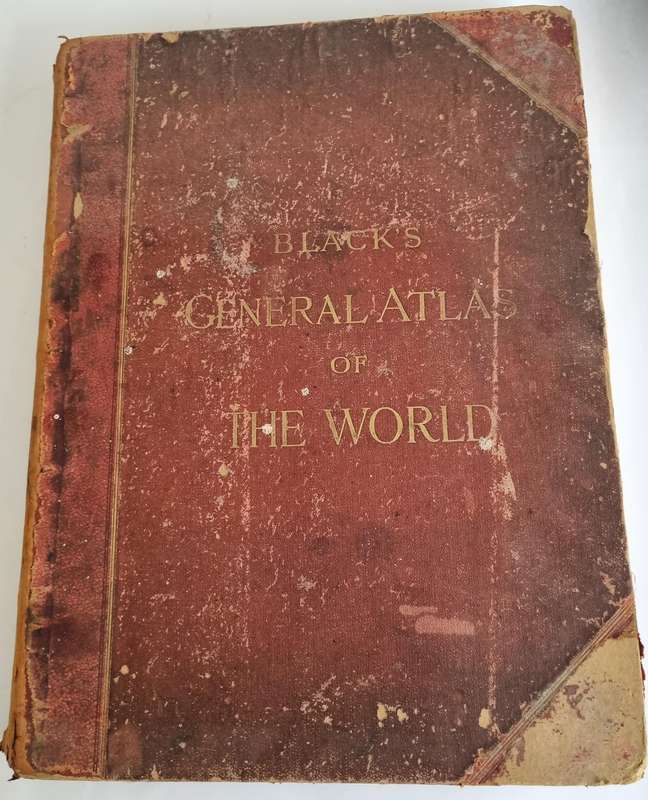 BLACK'S
GENERAL ATLAS
OF
THE WORLD